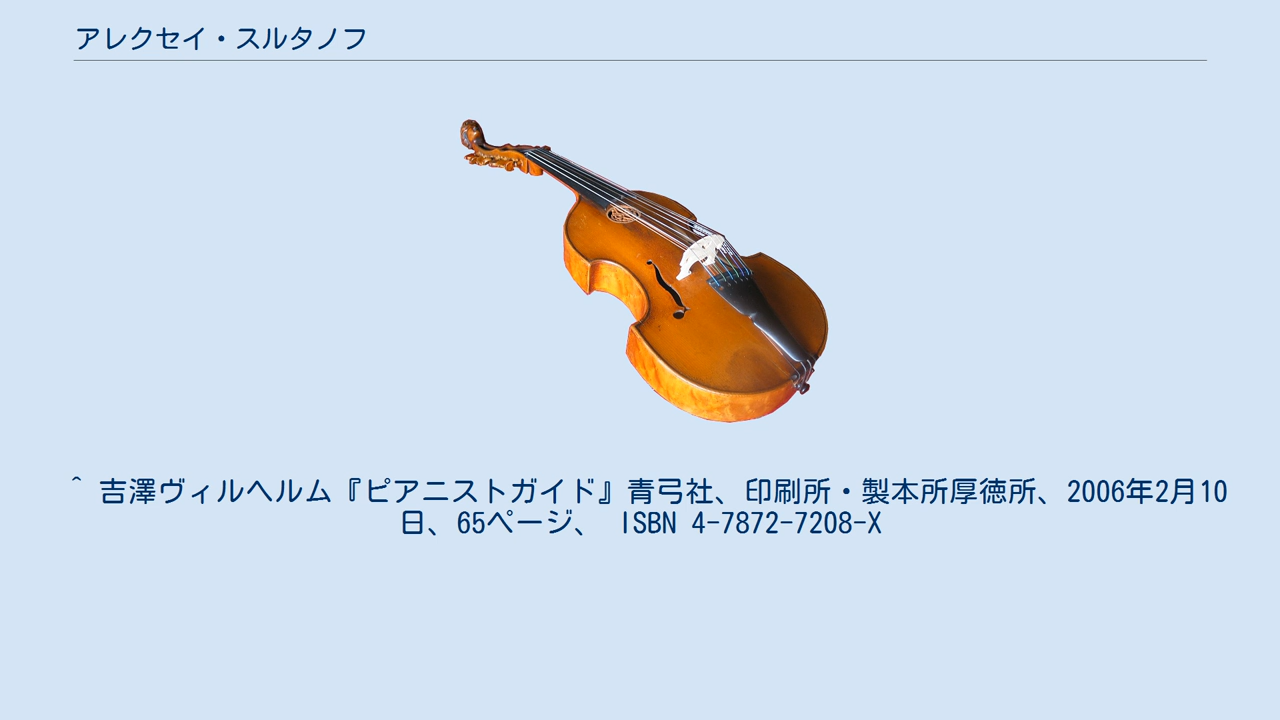 アレクセイ・スルタノフ
^ 吉澤ヴィルヘルム『ピアニストガイド』青弓社、印刷所・製本所厚徳所、2006年2月10
日、65ページ、 ISBN 4-7872-7208-X